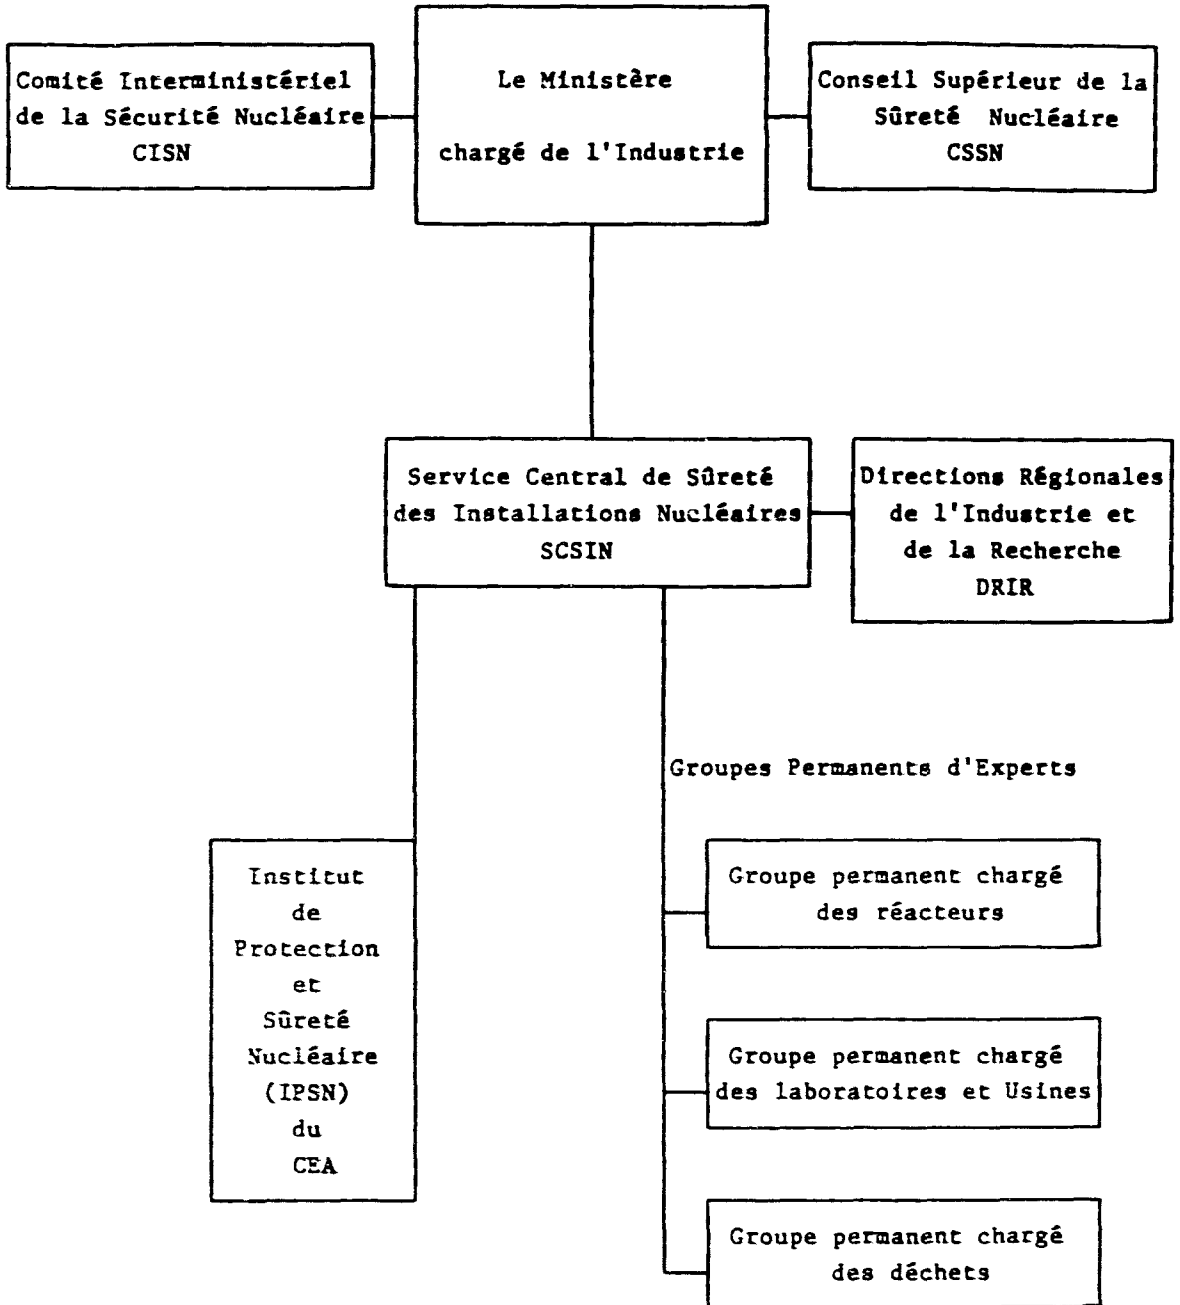 Comité Interministériel
de la Sécurité Nucléaire
CISN
Le Ministère
chargé de l'Industrie
Conseil Supérieur de la
Sûreté Nucléaire
CSSN
Service Central de Sûreté
des Installations Nucléaires
SCSIN
Directions Régionales
de l'Industrie et
de la Recherche
DRIR
Groupes Permanents d'Experts
Institut
de
Protection
et
Sûreté
Nucléaire
(IPSN)
du
CEA
Groupe permanent chargé
des réacteurs
Groupe permanent chargé
des laboratoires et Usines
Groupe permanent chargé
des déchets